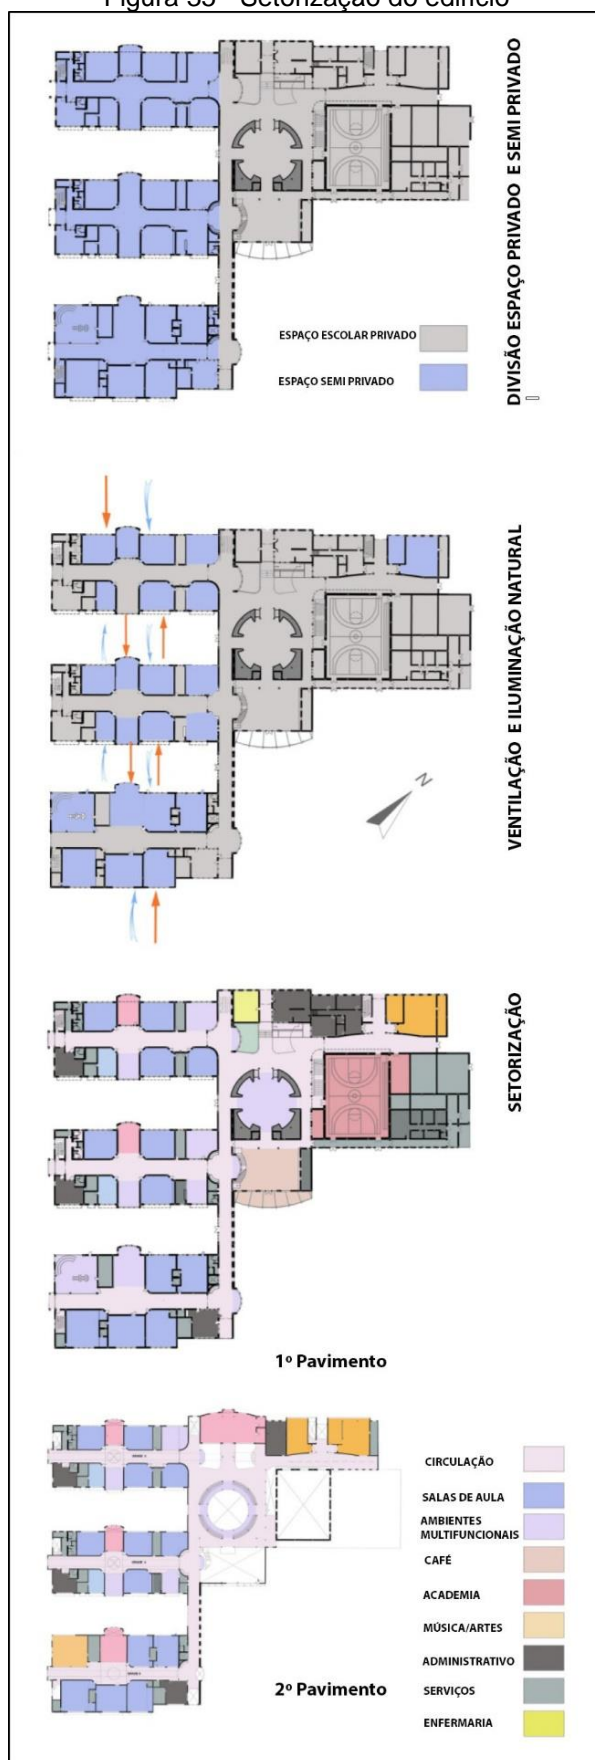 Figura 35 - Setorização do edifício
DIVISÃO ESPAÇO PRIVADO E SEMI PRIVADO
ESPAÇO ESCOLAR PRIVADO
ESPAÇO SEMI PRIVADO
VENTILAÇÃO E ILUMINAÇÃO NATURAL
N
SETORIZAÇÃO
1º Pavimento
CIRCULAÇÃO
SALAS DE AULA
AMBIENTES
MULTIFUNCIONAIS
CAFÉ
ACADEMIA
MÚSICA/ARTES
ADMINISTRATIVO
SERVIÇOS
ENFERMARIA
2º Pavimento